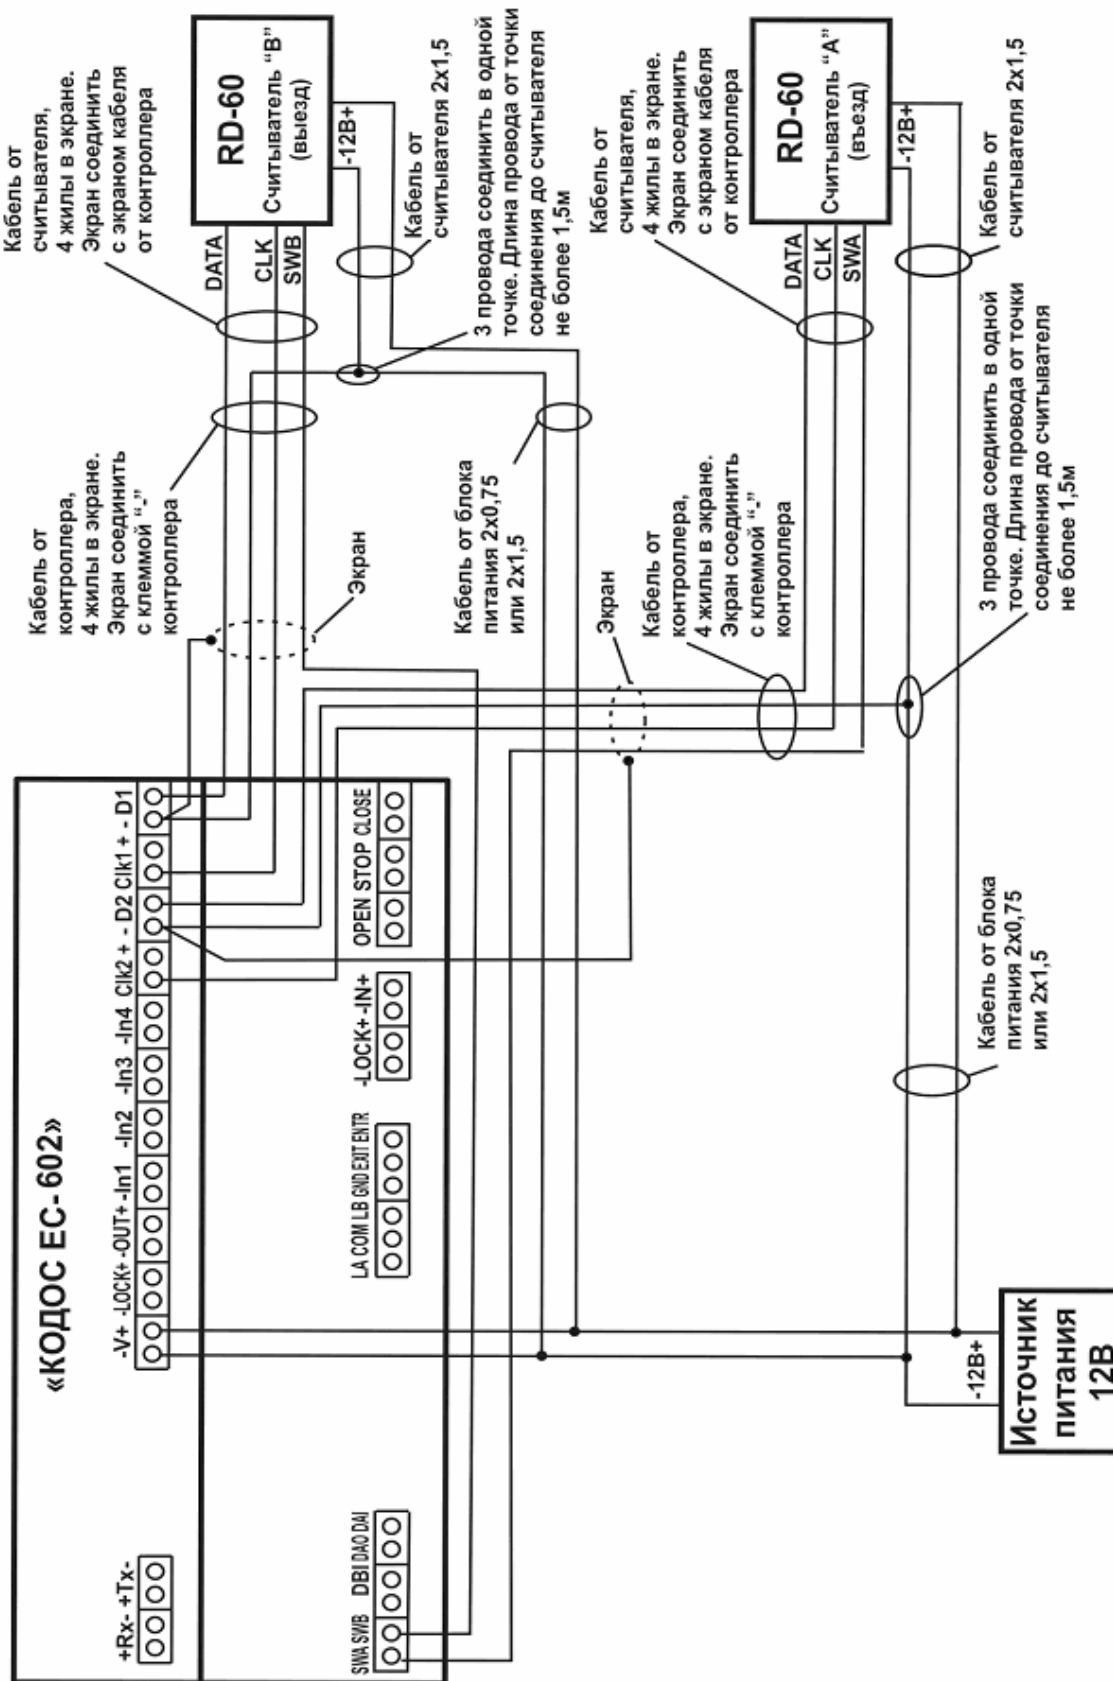 «КОДОС ЕС-602»
+Rx- +Tx-
-V+ -LOCK+ -OUT+ -In1 -In2 -In3 -In4 Clk2 + - D2 Clk1 + - D1
SWA SWB DBI DAO DAI
LA COM LB GND EXIT ENTR
-LOCK+ -IN+
OPEN STOP CLOSE
Кабель от
считывателя,
4 жилы в экране.
Экран соединить
с экраном кабеля
от контроллера
RD-60
Считыватель “B”
(выезд)
-12В+
DATA
CLK
SWB
Кабель от
считывателя 2х1,5
3 провода соединить в одной
точке. Длина провода от точки
соединения до считывателя
не более 1,5м
Кабель от
контроллера,
4 жилы в экране.
Экран соединить
с клеммой “-”
контроллера
Экран
Кабель от блока
питания 2х0,75
или 2х1,5
Кабель от
считывателя,
4 жилы в экране.
Экран соединить
с экраном кабеля
от контроллера
RD-60
Считыватель “A”
(въезд)
-12В+
DATA
CLK
SWA
Кабель от
считывателя 2х1,5
Экран
Кабель от
контроллера,
4 жилы в экране.
Экран соединить
с клеммой “-”
контроллера
3 провода соединить в одной
точке. Длина провода от точки
соединения до считывателя
не более 1,5м
Кабель от блока
питания 2х0,75
или 2х1,5
-12В+
Источник
питания
12В